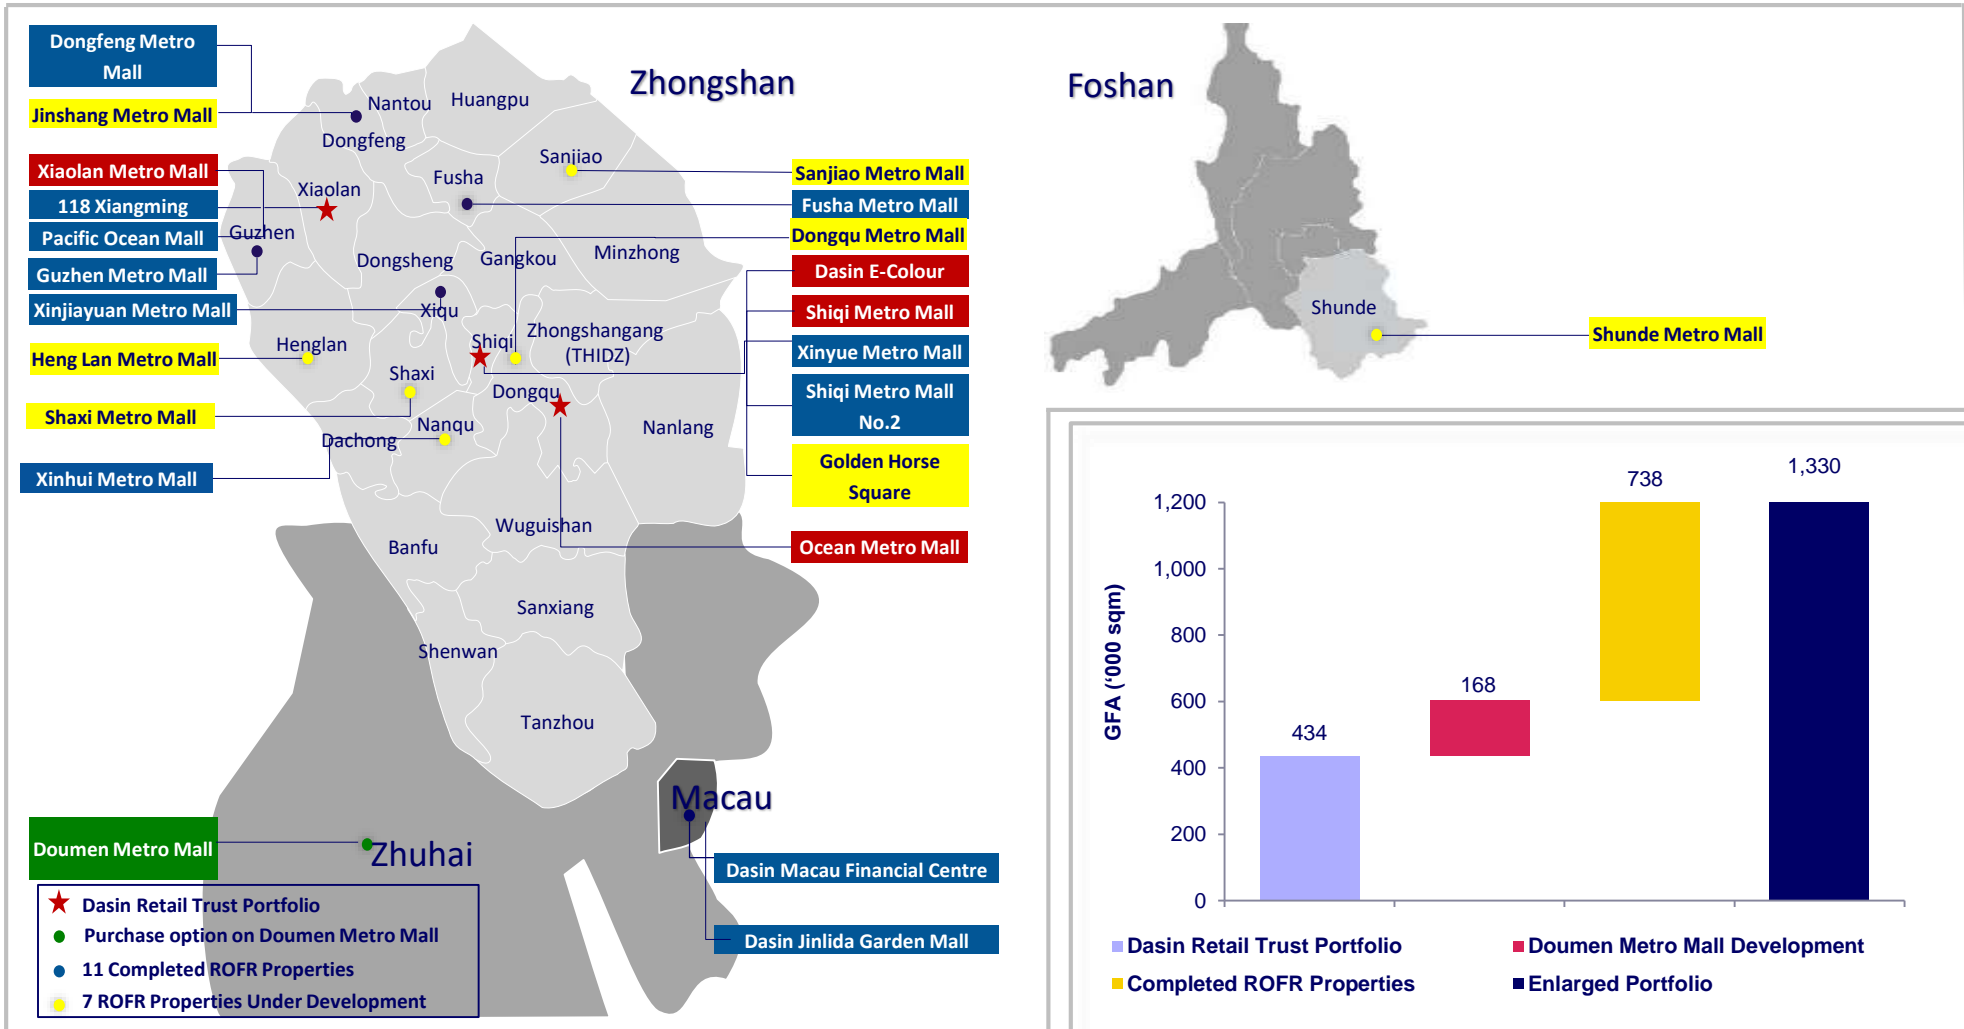 Dongfeng Metro
Mall
Jinshang Metro Mall
Xiaolan Metro Mall
118 Xiangming
Pacific Ocean Mall
Guzhen Metro Mall
Xinjiayuan Metro Mall
Heng Lan Metro Mall
Shaxi Metro Mall
Xinhui Metro Mall
Doumen Metro Mall
Zhongshan
Nantou
Huangpu
Dongfeng
Sanjiao
Fusha
Xiaolan
Guzhen
Dongsheng
Gangkou
Minzhong
Xiqu
Shiqi
Zhongshangang
(THIDZ)
Henglan
Shaxi
Dongqu
Nanqu
Dachong
Nanlang
Wuguishan
Banfu
Sanxiang
Shenwan
Tanzhou
Macau
Zhuhai
Sanjiao Metro Mall
Fusha Metro Mall
Dongqu Metro Mall
Dasin E-Colour
Shiqi Metro Mall
Xinyue Metro Mall
Shiqi Metro Mall
No.2
Golden Horse
Square
Ocean Metro Mall
Dasin Macau Financial Centre
Dasin Jinlida Garden Mall
Dasin Retail Trust Portfolio
Purchase option on Doumen Metro Mall
11 Completed ROFR Properties
7 ROFR Properties Under Development
Foshan
Shunde
Shunde Metro Mall
GFA (‘000 sqm)
1,200
1,000
800
600
400
200
0
434
168
738
1,330
Dasin Retail Trust Portfolio
Doumen Metro Mall Development
Completed ROFR Properties
Enlarged Portfolio